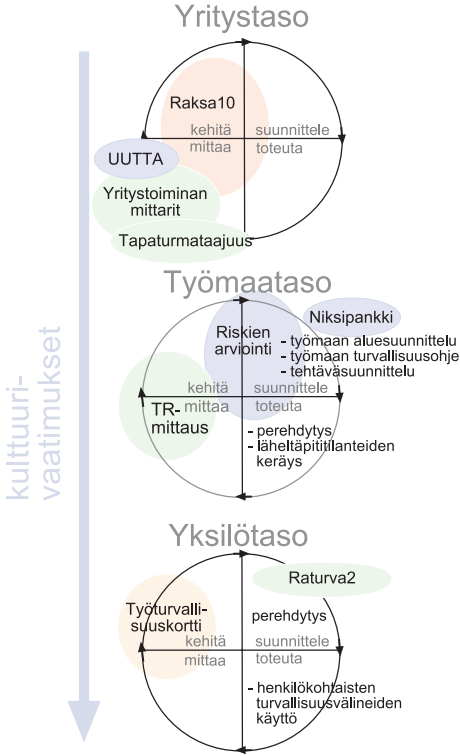 Yritystaso
Raksa10
kehitä
suunnittele
mittaa
toteuta
UUTTA
Yritystoiminan
mittarit
Tapaturmataajuus
Työmaataso
Niksipankki
Riskien
arviointi
- työmaan aluesuunnittelu
- työmaan turvallisuusohje
- tehtäväsuunnittelu
kehitä
suunnittele
mittaa
toteuta
TR-
mittaus
- perehdytys
- läheltäpititilanteiden
keräys
kulttuuri-
vaatimukset
Yksilötaso
Raturva2
Työturvalli-
suuskortti
perehdytys
kehitä
suunnittele
mittaa
toteuta
- henkilökohtaisten
turvallisuusvälineiden
käyttö